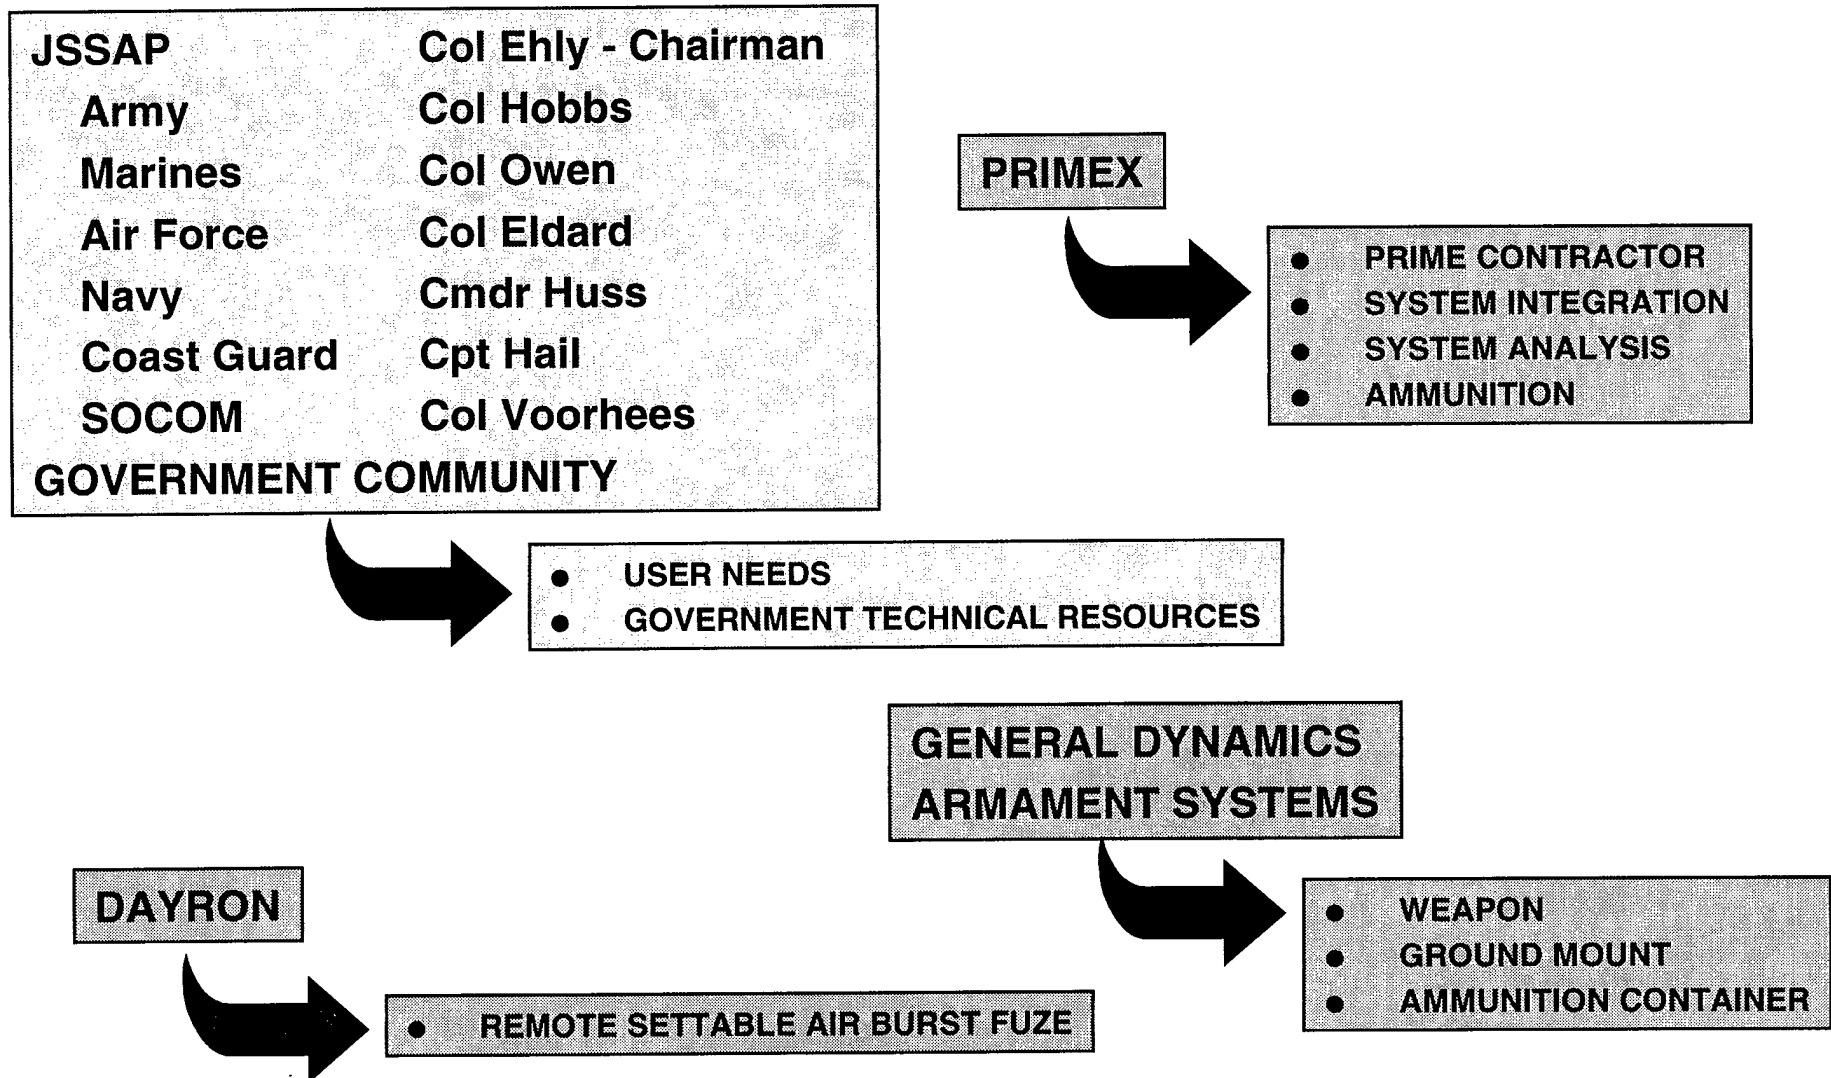 JSSAP Col Ehly - Chairman
Army Col Hobbs
Marines Col Owen
Air Force Col Eldard
Navy Cmdr Huss
Coast Guard Cpt Hail
SOCOM Col Voorhees
GOVERNMENT COMMUNITY
• USER NEEDS
• GOVERNMENT TECHNICAL RESOURCES
PRIMEX
• PRIME CONTRACTOR
• SYSTEM INTEGRATION
• SYSTEM ANALYSIS
• AMMUNITION
GENERAL DYNAMICS
ARMAMENT SYSTEMS
• WEAPON
• GROUND MOUNT
• AMMUNITION CONTAINER
DAYRON
• REMOTE SETTABLE AIR BURST FUZE